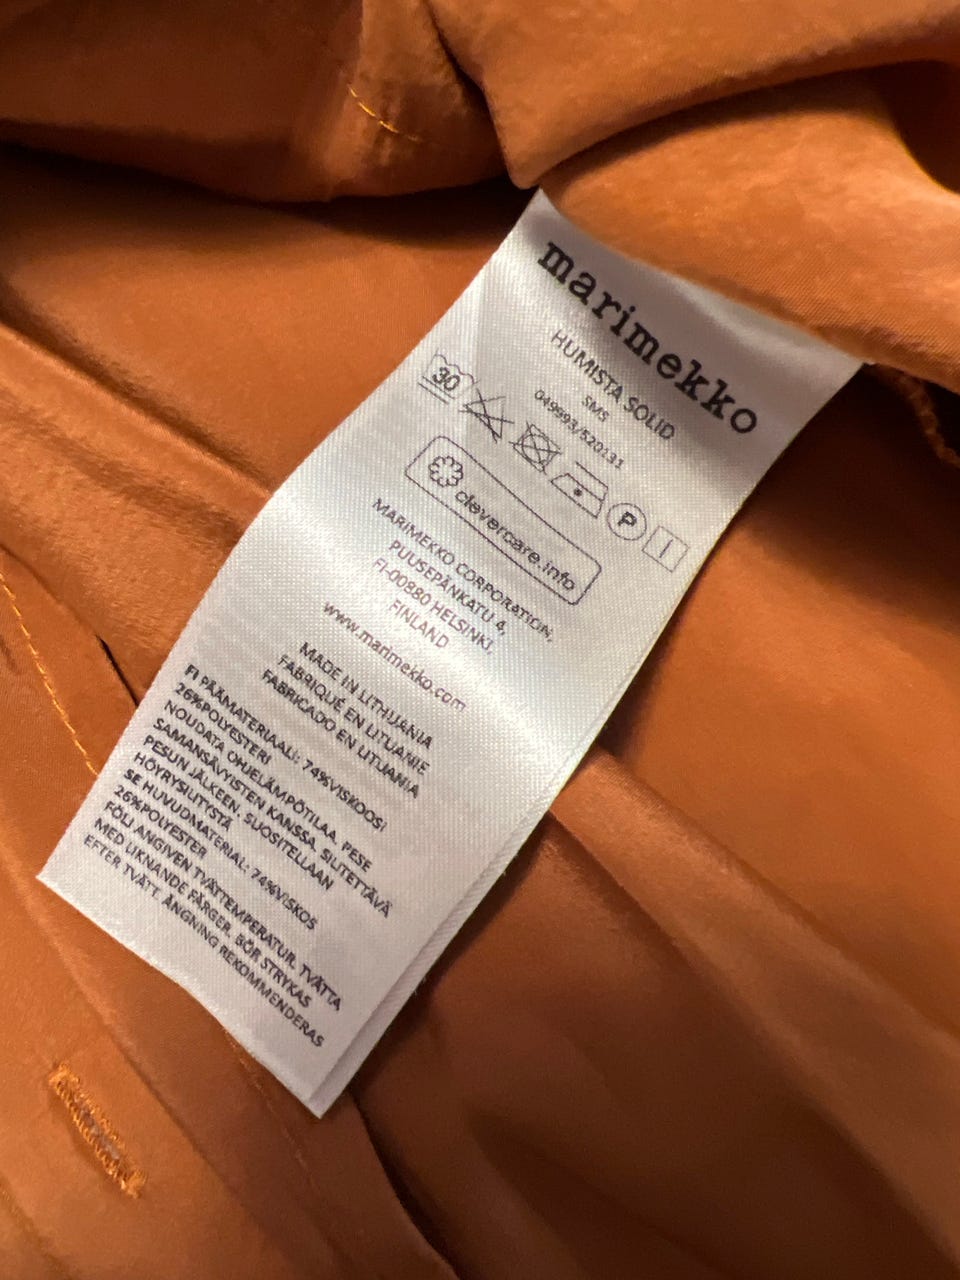 marimekko
HUMISTA SOLID
SMS
049993/520131
30
P
clevercare.info
MARIMEKKO CORPORATION,
PUUSEPÄNKATU 4,
FI-00880 HELSINKI,
FINLAND
www.marimekko.com
MADE IN LITHUANIA
FABRIQUÉ EN LITUANIE
FABRICADO EN LITUANIA
FI PÄÄMATERIAALI: 74%VISKOOSI
26%POLYESTERI
NOUDATA OHJELÄMPÖTILAA. PESE
SAMANSÄVYISTEN KANSSA. SILITETTÄVÄ
PESUN JÄLKEEN. SUOSITELLAAN
HÖYRYSILITYSTÄ
SE HUVUDMATERIAL: 74%VISKOS
26%POLYESTER
FÖLJ ANGIVEN TVÄTTEMPERATUR. TVÄTTA
MED LIKNANDE FÄRGER. BÖR STRYKAS
EFTER TVÄTT. ÅNGNING REKOMMENDERAS